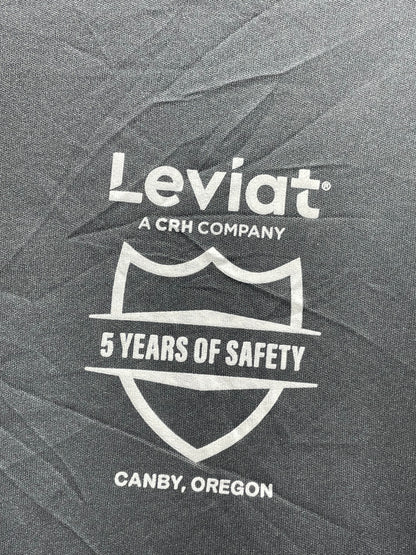 Leviat®
A CRH COMPANY
5 YEARS OF SAFETY
CANBY, OREGON